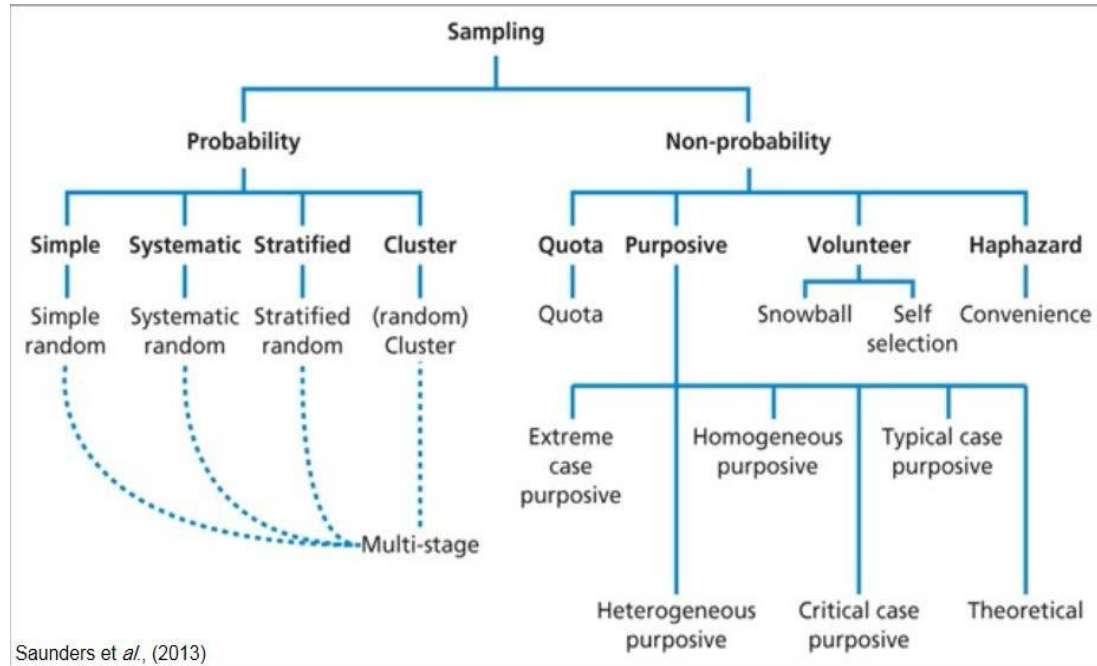 Sampling
Probability
Non-probability
Simple
Systematic
Stratified
Cluster
Quota
Purposive
Volunteer
Haphazard
Simple
random
Systematic
random
Stratified
random
(random)
Cluster
Quota
Snowball
Self
selection
Convenience
Extreme
case
purposive
Homogeneous
purposive
Typical case
purposive
Multi-stage
Heterogeneous
purposive
Critical case
purposive
Theoretical
Saunders et al., (2013)